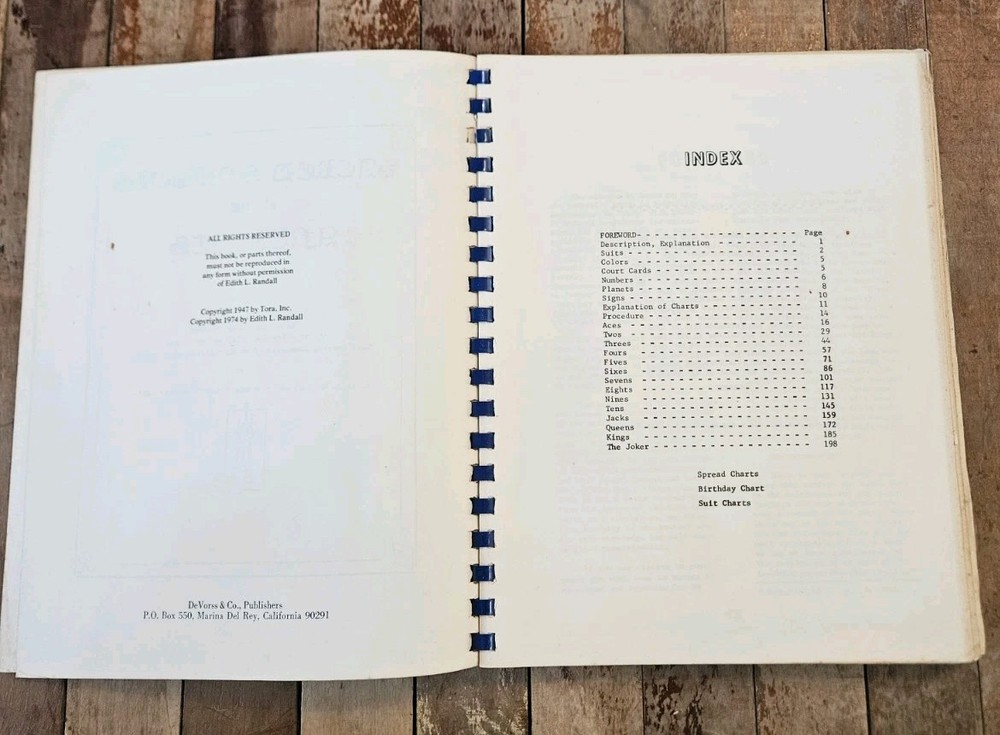 ALL RIGHTS RESERVED
This book, or parts thereof,
must not be reproduced in
any form without permission
of Edith L. Randall
Copyright 1947 by Tora, Inc.
Copyright 1974 by Edith L. Randall
DeVorss & Co., Publishers
P.O. Box 550, Marina Del Rey, California 90291
INDEX
FOREWORD- - - - - - - - - - - - - - - - - - - Page
Description, Explanation - - - - - - - - - - 1
Suits - - - - - - - - - - - - - - - - - - - - 2
Colors - - - - - - - - - - - - - - - - - - - 5
Court Cards - - - - - - - - - - - - - - - - - 5
Numbers - - - - - - - - - - - - - - - - - - - 6
Planets - - - - - - - - - - - - - - - - - - - 8
Signs - - - - - - - - - - - - - - - - - - - - 10
Explanation of Charts - - - - - - - - - - - - 11
Procedure - - - - - - - - - - - - - - - - - - 14
Aces - - - - - - - - - - - - - - - - - - - 16
Twos - - - - - - - - - - - - - - - - - - - 29
Threes - - - - - - - - - - - - - - - - - - 44
Fours - - - - - - - - - - - - - - - - - - 57
Fives - - - - - - - - - - - - - - - - - - 71
Sixes - - - - - - - - - - - - - - - - - - 86
Sevens - - - - - - - - - - - - - - - - - - 101
Eights - - - - - - - - - - - - - - - - - - 117
Nines - - - - - - - - - - - - - - - - - - 131
Tens - - - - - - - - - - - - - - - - - - 145
Jacks - - - - - - - - - - - - - - - - - - 159
Queens - - - - - - - - - - - - - - - - - - 172
Kings - - - - - - - - - - - - - - - - - - 185
The Joker - - - - - - - - - - - - - - - - - 198
Spread Charts
Birthday Chart
Suit Charts